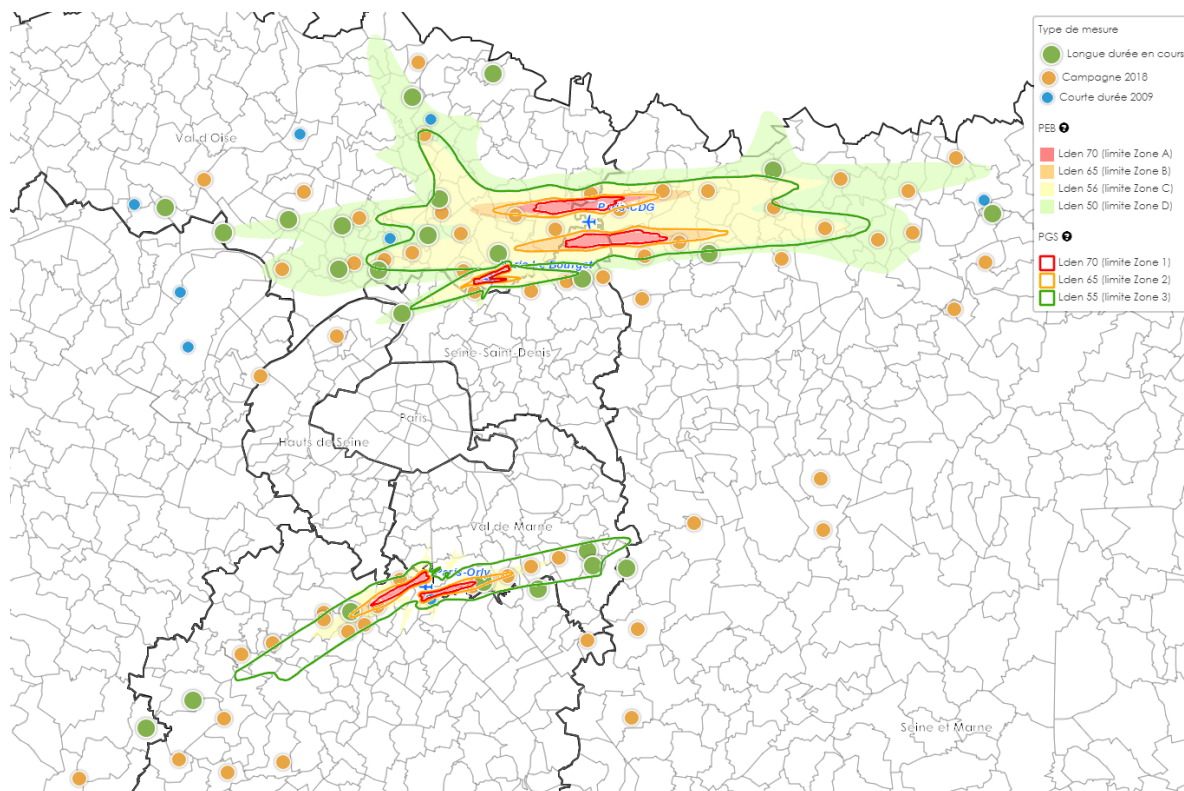 Type de mesure
Longue durée en cours
Campagne 2018
Courte durée 2009
PEB ?
Lden 70 (limite Zone A)
Lden 65 (limite Zone B)
Lden 56 (limite Zone C)
Lden 50 (limite Zone D)
PGS ?
Lden 70 (limite Zone 1)
Lden 65 (limite Zone 2)
Lden 55 (limite Zone 3)
Val d'Oise
Paris-CDG
Seine-Saint-Denis
Paris
Hauts de Seine
Val de Marne
Paris-Orly
Seine et Marne